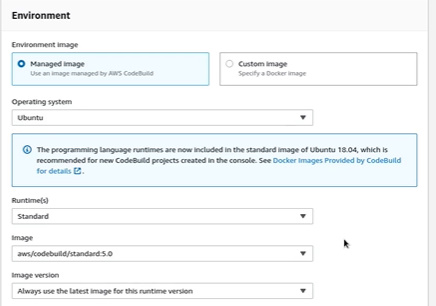 Environment
Environment image
Managed image
Use an image managed by AWS CodeBuild
Custom image
Specify a Docker image
Operating system
Ubuntu
The programming language runtimes are now included in the standard image of Ubuntu 18.04, which is
recommended for new CodeBuild projects created in the console. See Docker Images Provided by CodeBuild
for details.
Runtime(s)
Standard
Image
aws/codebuild/standard:5.0
Image version
Always use the latest image for this runtime version